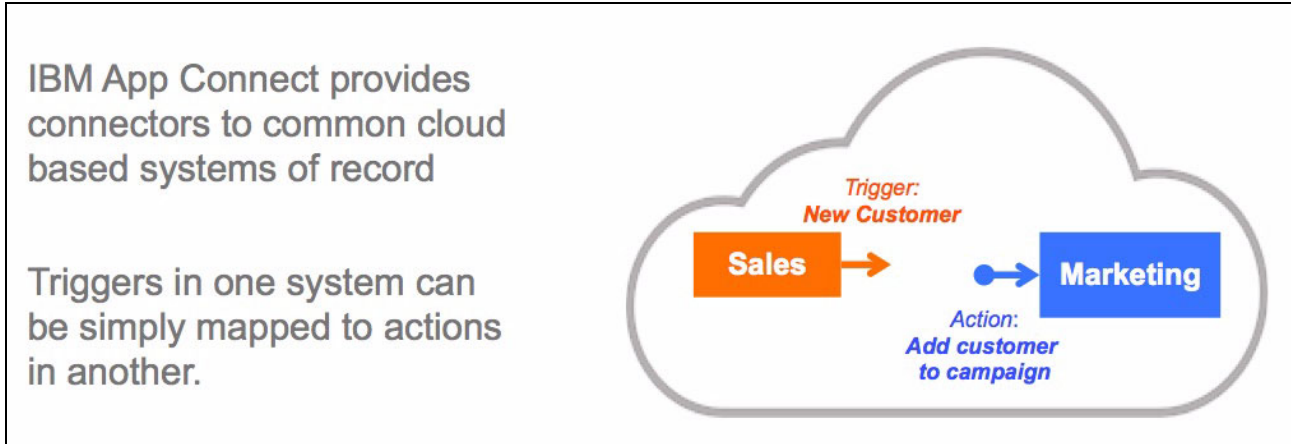 IBM App Connect provides
connectors to common cloud
based systems of record
Triggers in one system can
be simply mapped to actions
in another.
Trigger:
New Customer
Sales
Marketing
Action:
Add customer
to campaign